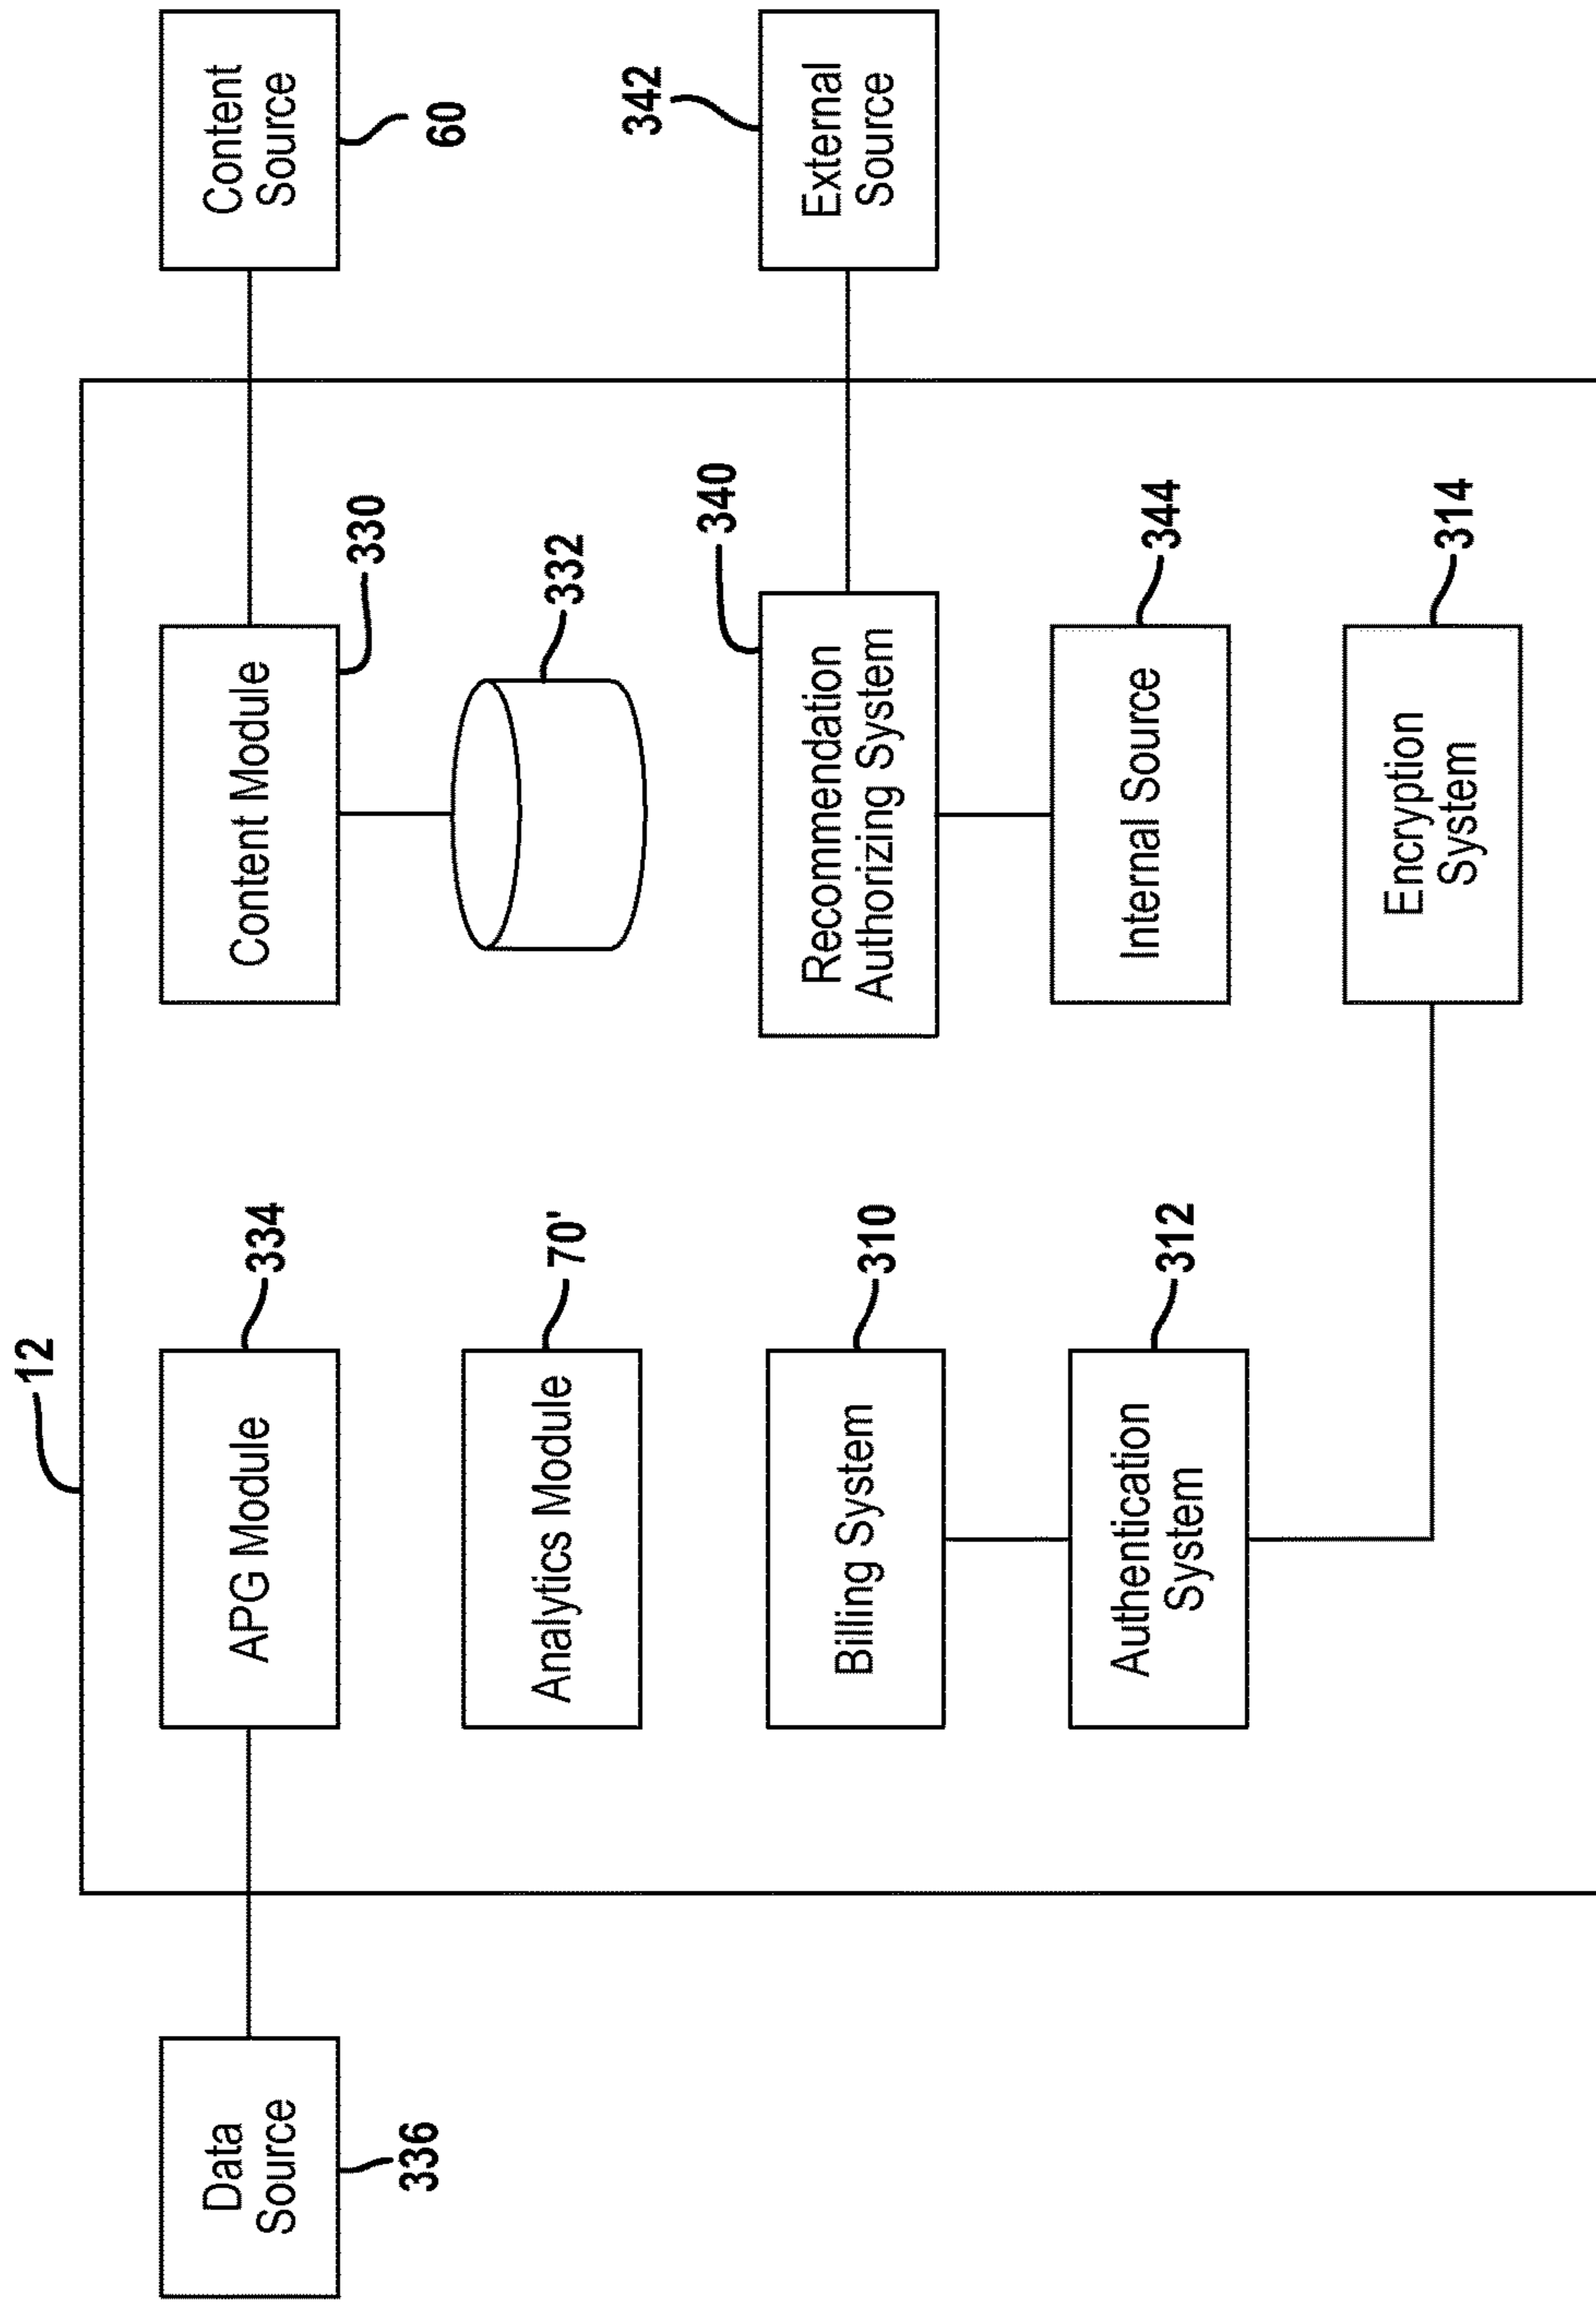 12
Data
Source
336
APG Module
334
Content Module
330
Content
Source
60
Analytics Module
70'
332
Billing System
310
Recommendation
Authorizing System
340
External
Source
342
Authentication
System
312
Internal Source
344
Encryption
System
314